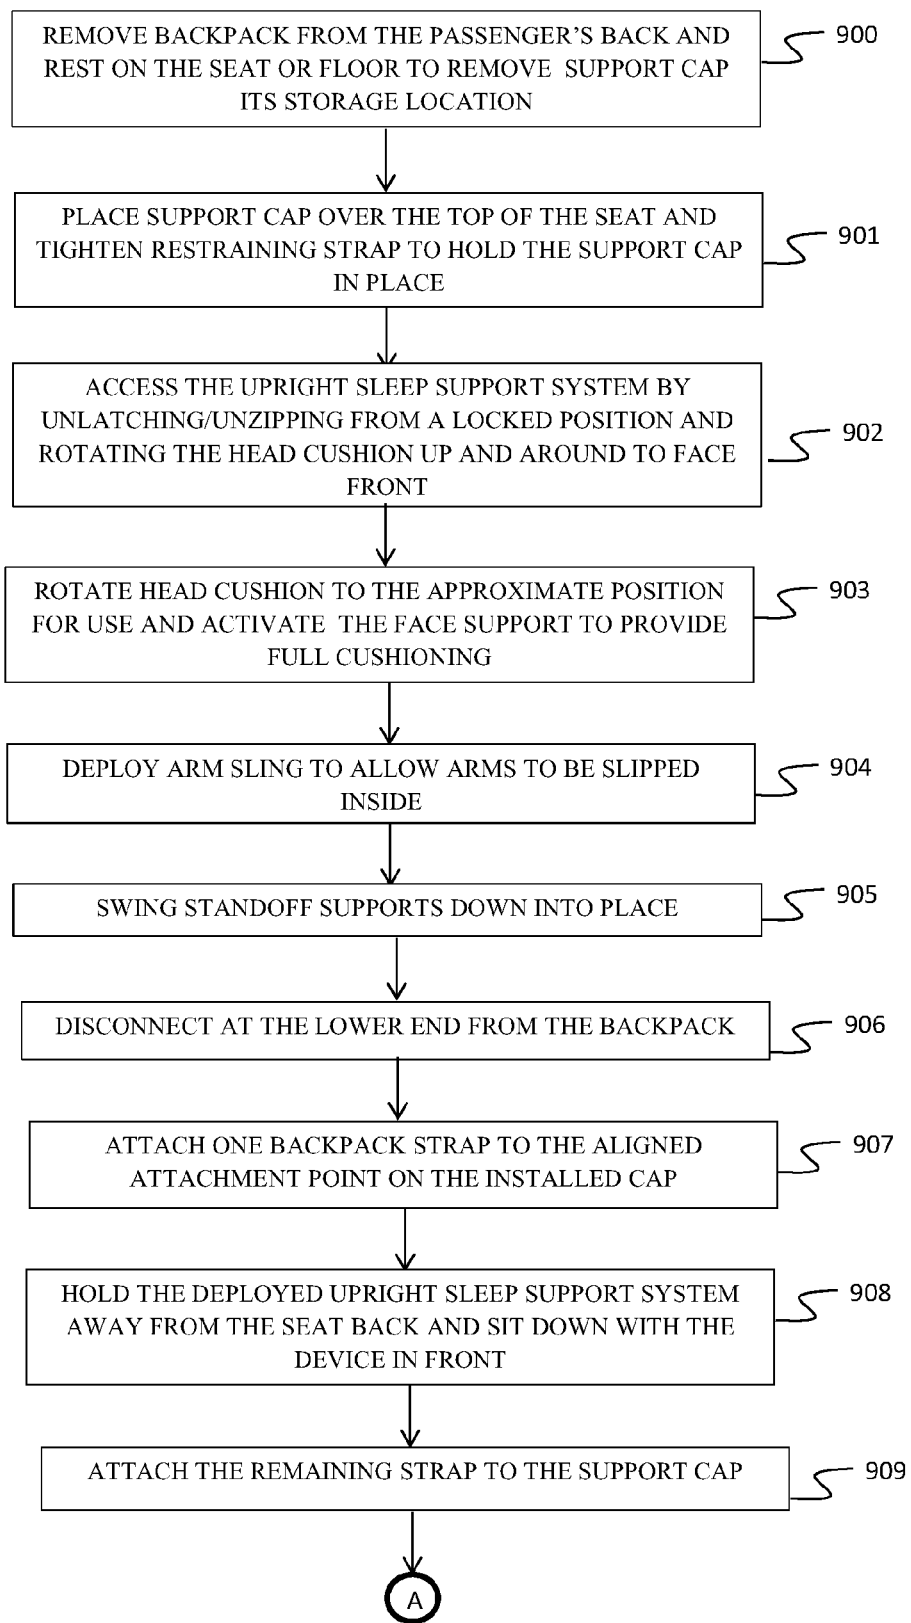 REMOVE BACKPACK FROM THE PASSENGER'S BACK AND
REST ON THE SEAT OR FLOOR TO REMOVE SUPPORT CAP
ITS STORAGE LOCATION
900
PLACE SUPPORT CAP OVER THE TOP OF THE SEAT AND
TIGHTEN RESTRAINING STRAP TO HOLD THE SUPPORT CAP
IN PLACE
901
ACCESS THE UPRIGHT SLEEP SUPPORT SYSTEM BY
UNLATCHING/UNZIPPING FROM A LOCKED POSITION AND
ROTATING THE HEAD CUSHION UP AND AROUND TO FACE
FRONT
902
ROTATE HEAD CUSHION TO THE APPROXIMATE POSITION
FOR USE AND ACTIVATE THE FACE SUPPORT TO PROVIDE
FULL CUSHIONING
903
DEPLOY ARM SLING TO ALLOW ARMS TO BE SLIPPED
INSIDE
904
SWING STANDOFF SUPPORTS DOWN INTO PLACE
905
DISCONNECT AT THE LOWER END FROM THE BACKPACK
906
ATTACH ONE BACKPACK STRAP TO THE ALIGNED
ATTACHMENT POINT ON THE INSTALLED CAP
907
HOLD THE DEPLOYED UPRIGHT SLEEP SUPPORT SYSTEM
AWAY FROM THE SEAT BACK AND SIT DOWN WITH THE
DEVICE IN FRONT
908
ATTACH THE REMAINING STRAP TO THE SUPPORT CAP
909
A